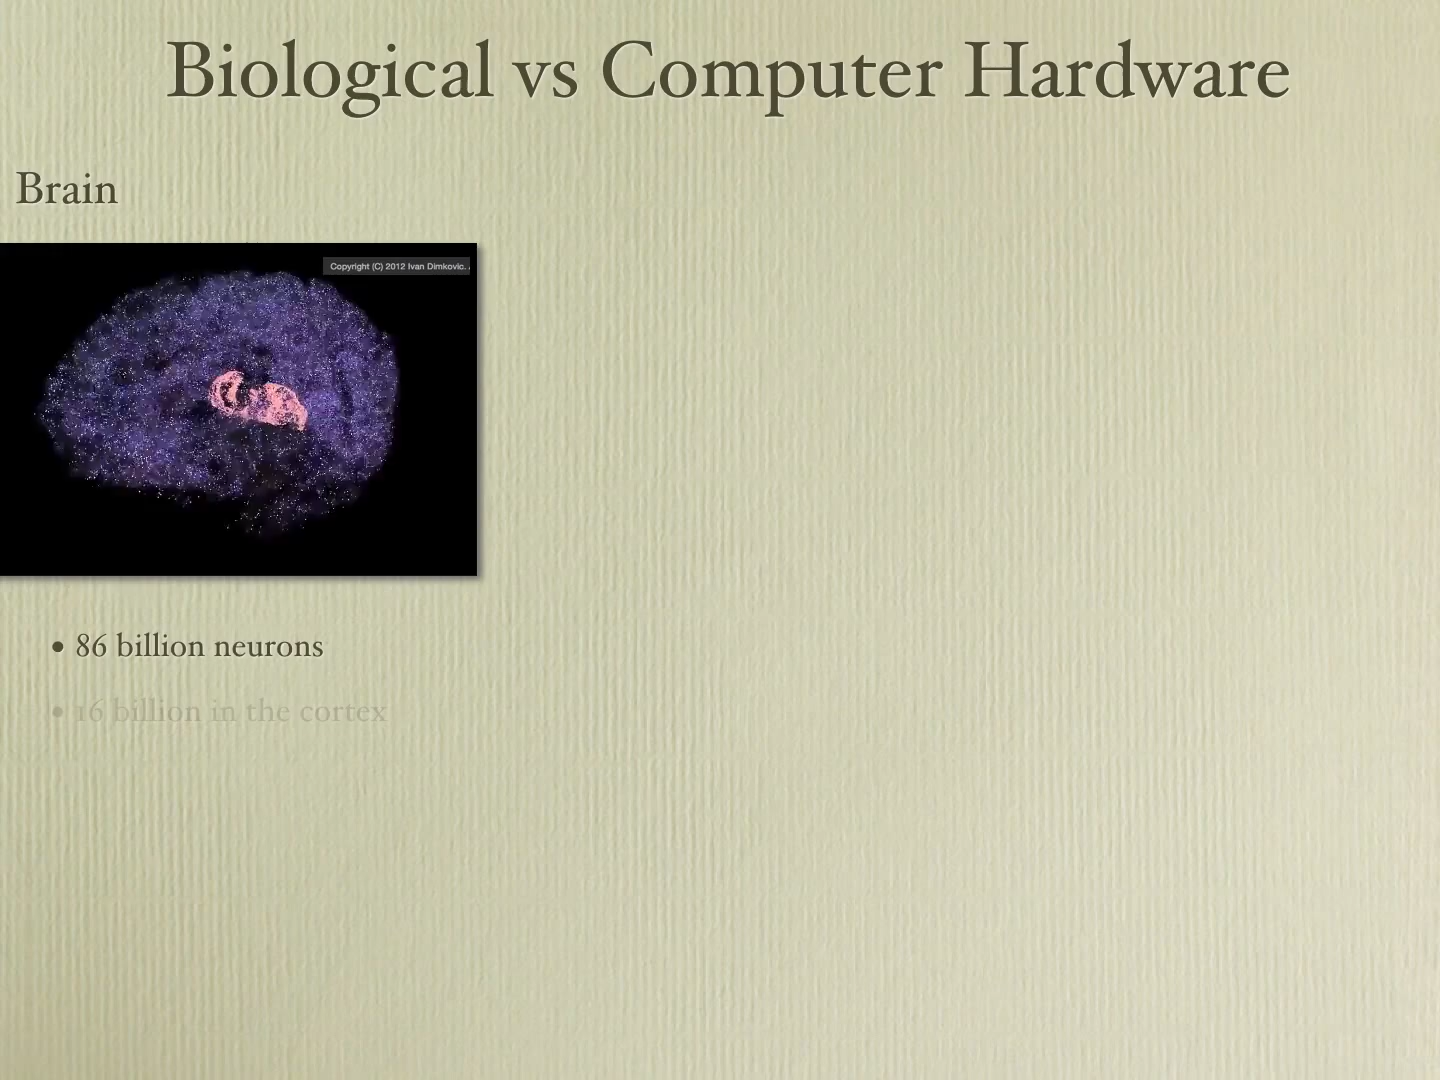 Biological vs Computer Hardware
Brain
Copyright (C) 2012 Ivan Dimkovic.
• 86 billion neurons
• 16 billion in the cortex